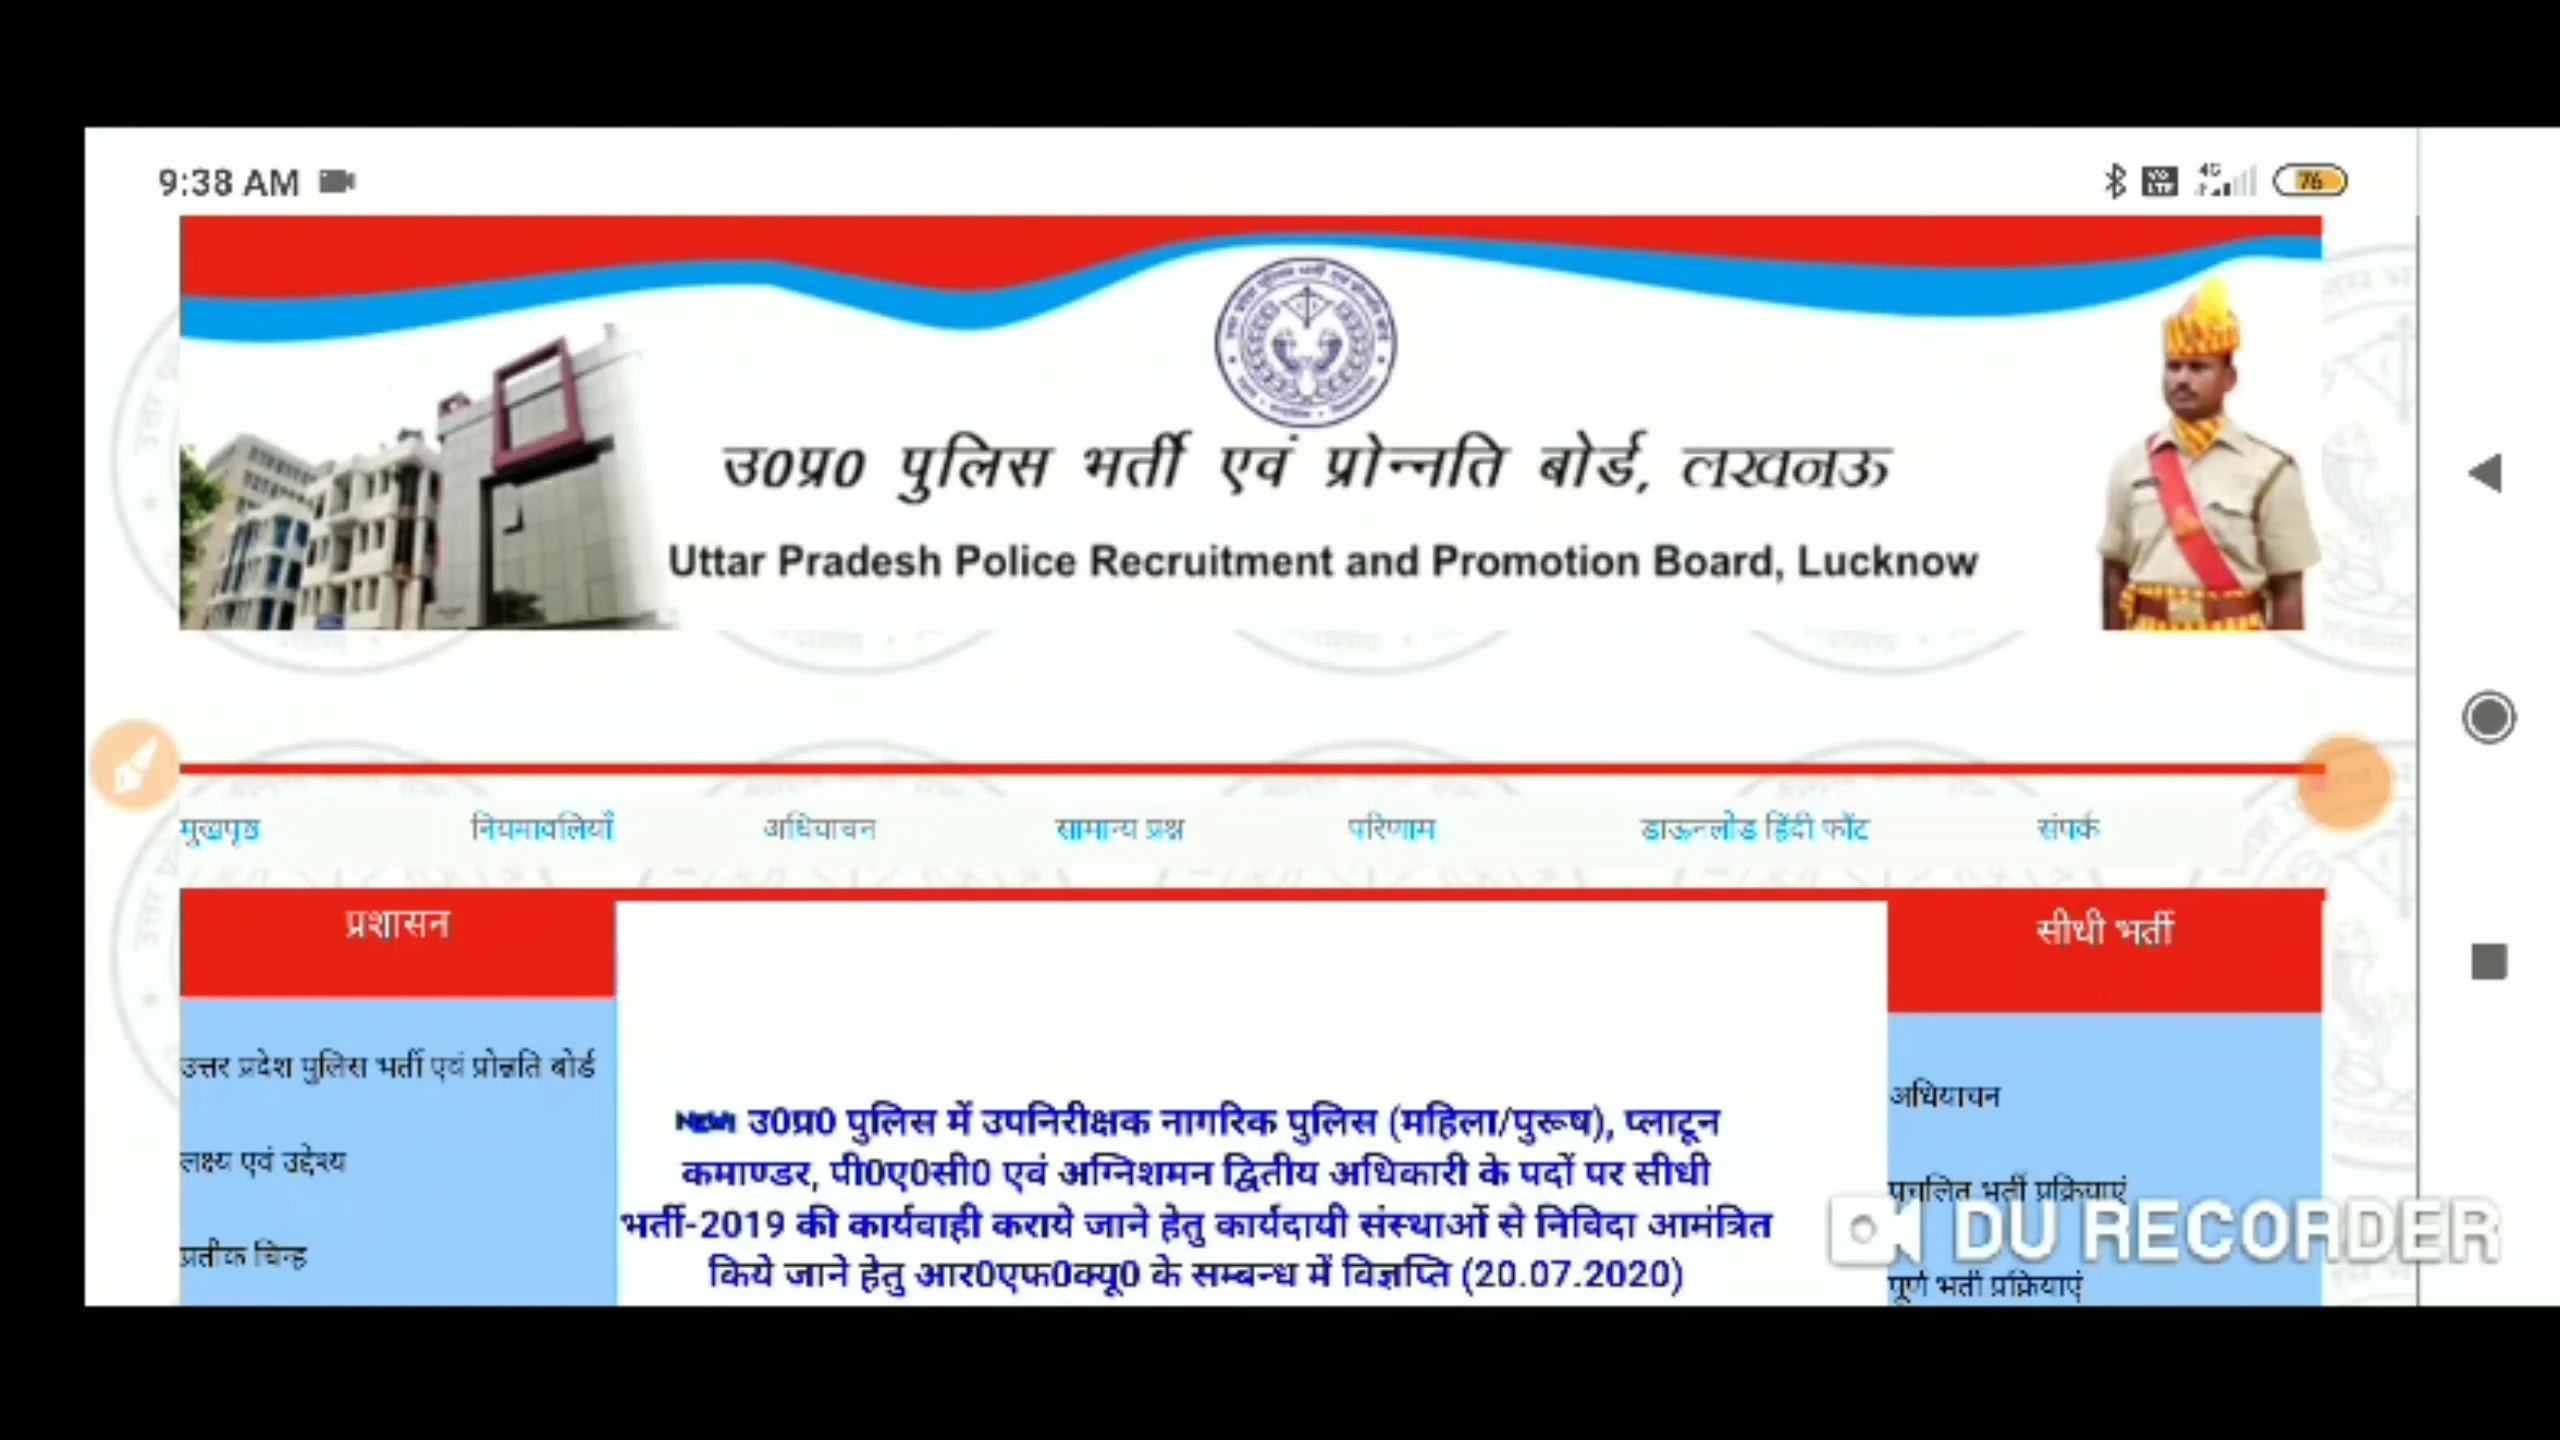 9:38 AM
VO LTE
4G
76
उ0प्र0 पुलिस भर्ती एवं प्रोन्नति बोर्ड, लखनऊ
Uttar Pradesh Police Recruitment and Promotion Board, Lucknow
मुखपृष्ठ नियमावलियाँ अधियाचन सामान्य प्रश्न परिणाम डाऊनलोड हिंदी फॉट संपर्क
प्रशासन
उत्तर प्रदेश पुलिस भर्ती एवं प्रोन्नति बोर्ड
लक्ष्य एवं उद्देश्य
प्रतीक चिन्ह
NEW! उ0प्र0 पुलिस में उपनिरीक्षक नागरिक पुलिस (महिला/पुरूष), प्लाटून
कमाण्डर, पी0ए0सी0 एवं अग्निशमन द्वितीय अधिकारी के पदों पर सीधी
भर्ती-2019 की कार्यवाही कराये जाने हेतु कार्यदायी संस्थाओं से निविदा आमंत्रित
किये जाने हेतु आर0एफ0क्यू0 के सम्बन्ध में विज्ञप्ति (20.07.2020)
सीधी भर्ती
अधियाचन
प्रचलित भर्ती प्रक्रियाएं
पूर्ण भर्ती प्रक्रियाएं
DU RECORDER